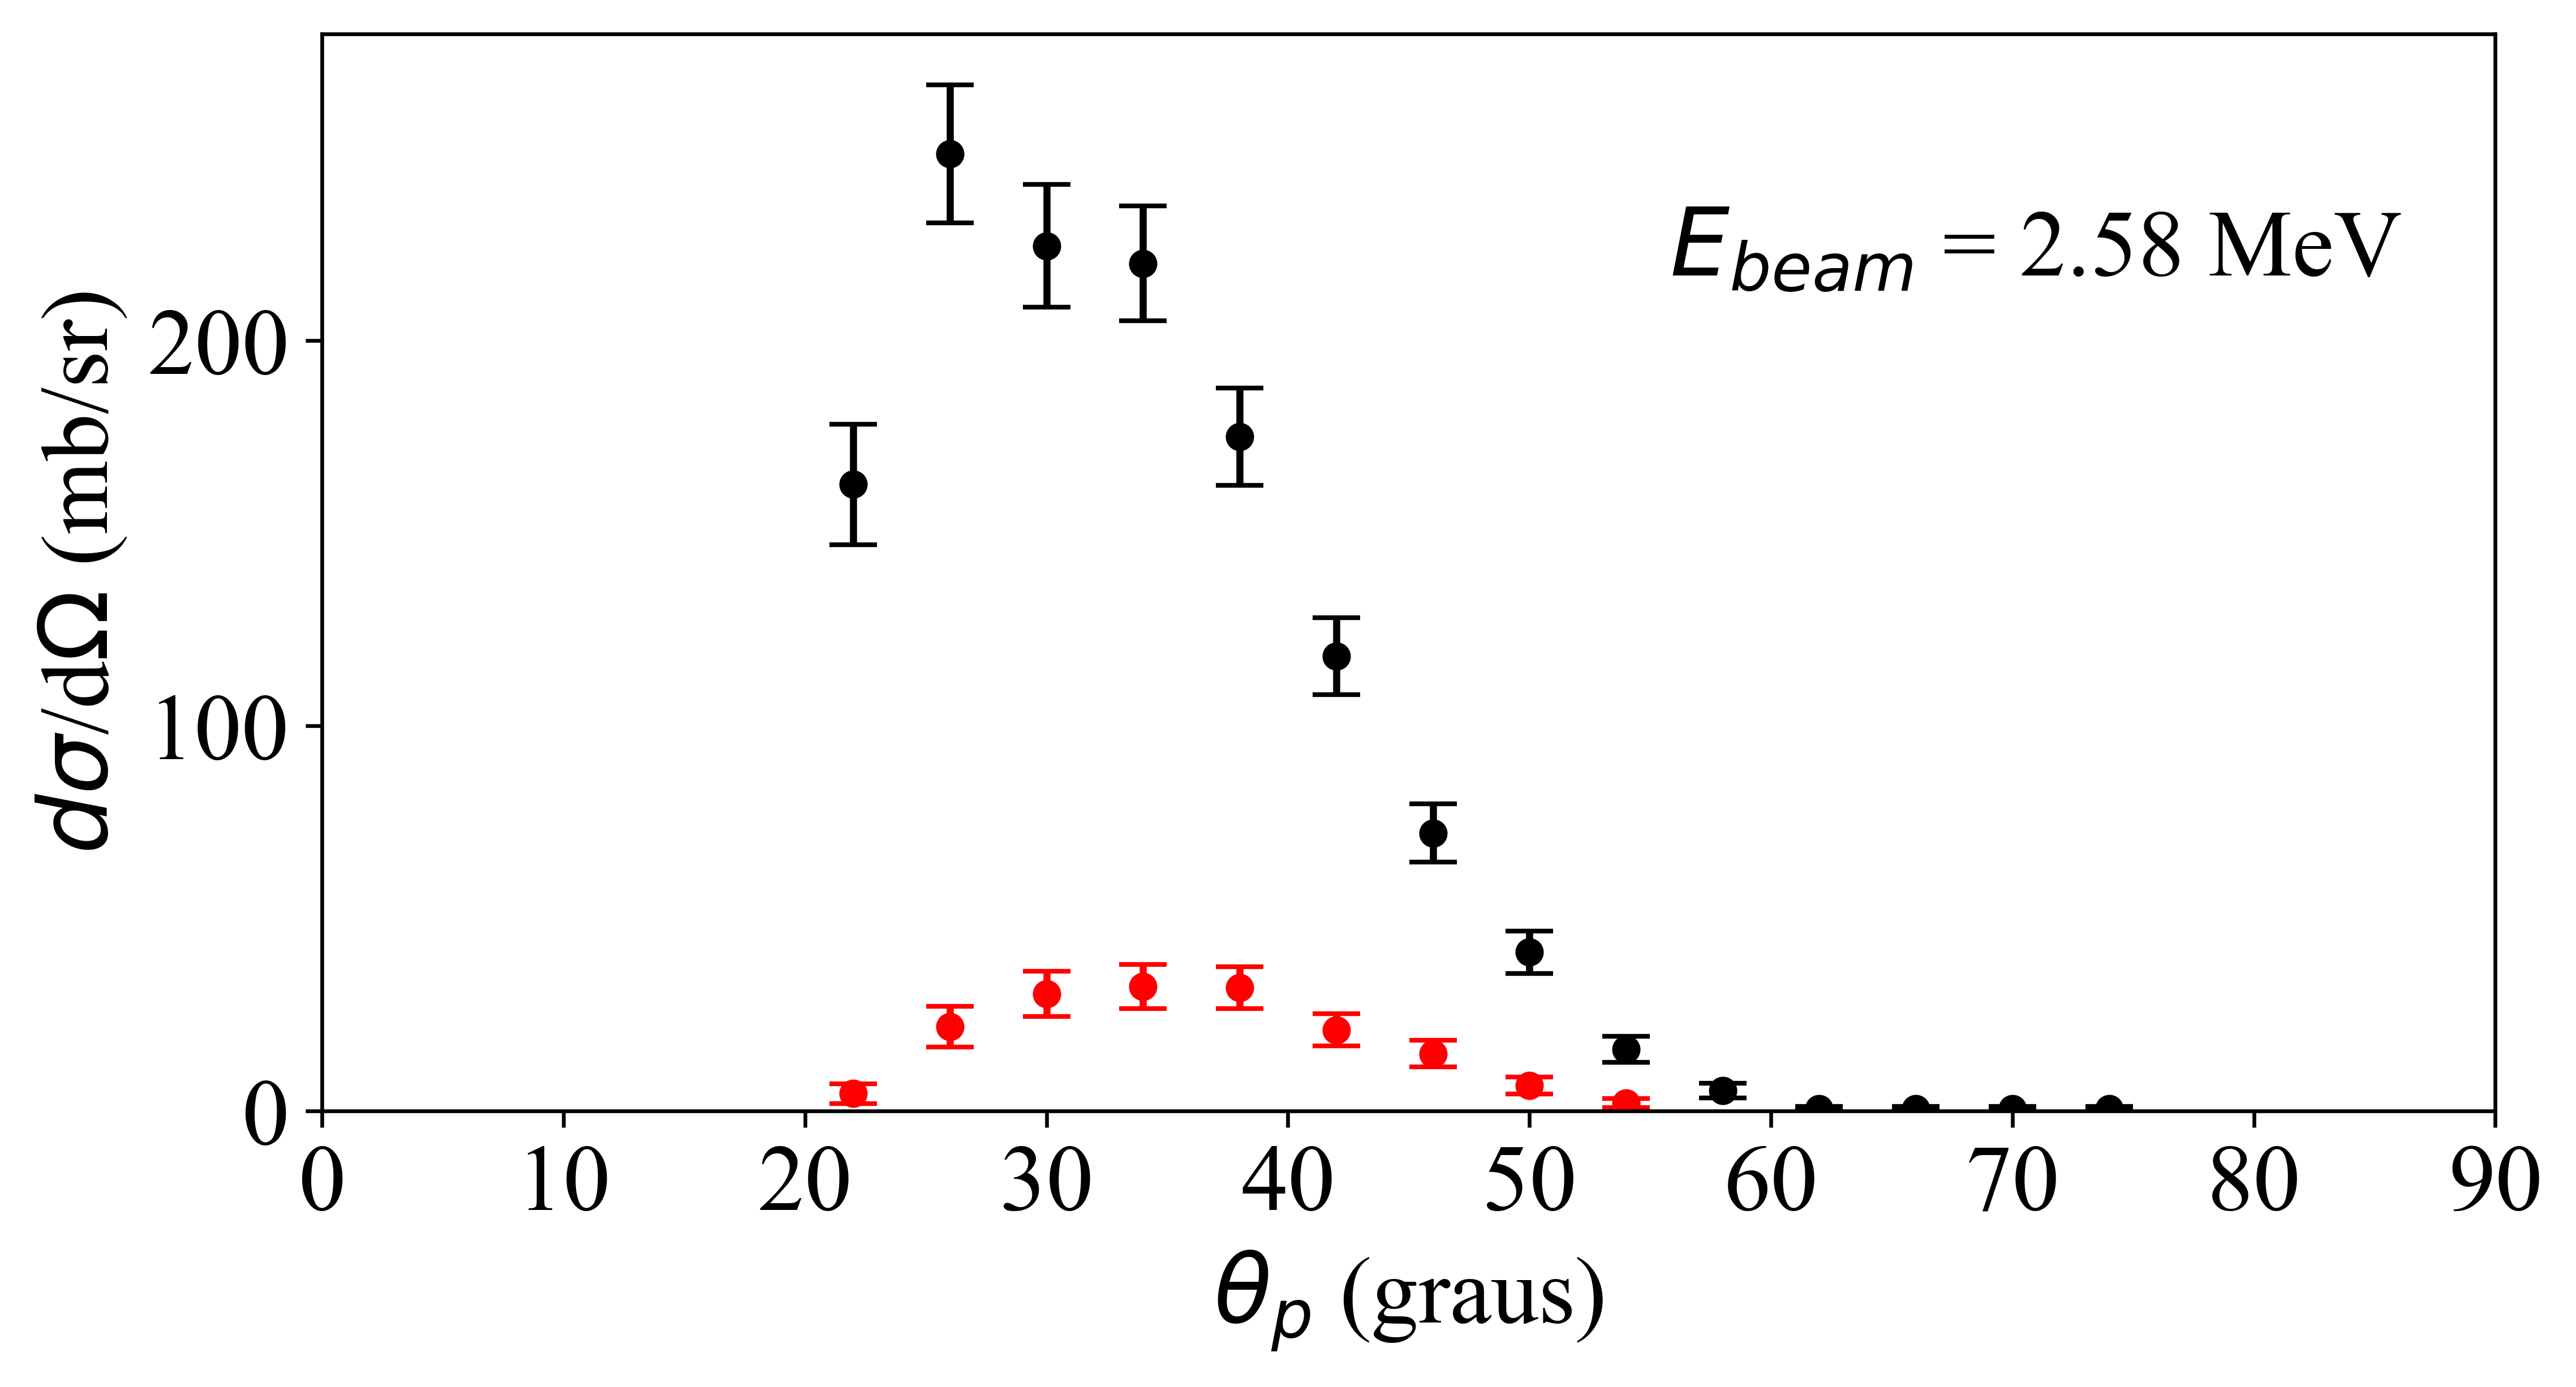 E_beam = 2.58 MeV
dσ/dΩ (mb/sr)
200
100
0
0 10 20 30 40 50 60 70 80 90
θ_p (graus)